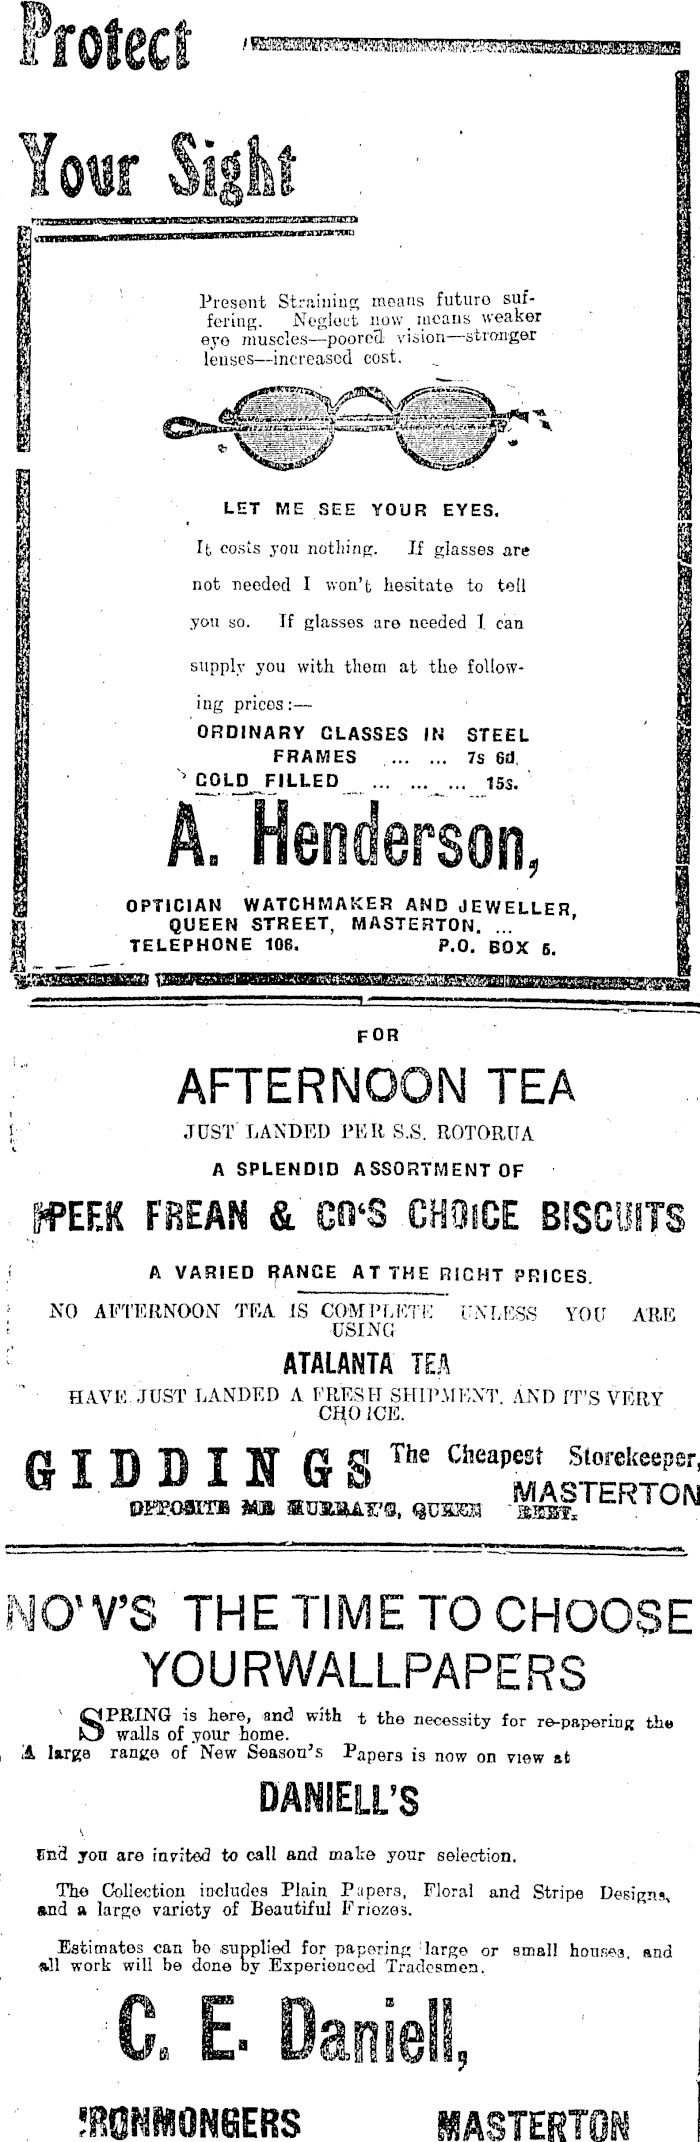 Protect
Your Sight
Present Straining means future suf-
fering. Neglect now means weaker
eye muscles—poored vision—stronger
lenses—increased cost.
LET ME SEE YOUR EYES.
It costs you nothing. If glasses are
not needed I won't hesitate to tell
you so. If glasses are needed I can
supply you with them at the follow-
ing prices:—
ORDINARY GLASSES IN STEEL
FRAMES ... ... 7s 6d.
GOLD FILLED ... ... ... 15s.
A. Henderson,
OPTICIAN WATCHMAKER AND JEWELLER,
QUEEN STREET, MASTERTON. ...
TELEPHONE 106. P.O. BOX 5.
FOR
AFTERNOON TEA
JUST LANDED PER S.S. ROTORUA
A SPLENDID ASSORTMENT OF
PEEK FREAN & CO'S CHOICE BISCUITS
A VARIED RANGE AT THE RIGHT PRICES.
NO AFTERNOON TEA IS COMPLETE UNLESS YOU ARE
USING
ATALANTA TEA
HAVE JUST LANDED A FRESH SHIPMENT. AND IT'S VERY
CHOICE.
GIDDINGS The Cheapest Storekeeper,
MASTERTON
OPPOSITE MR MURRAY'S, QUEEN REET.
NOW'S THE TIME TO CHOOSE
YOURWALLPAPERS
SPRING is here, and with t the necessity for re-papering the
walls of your home.
A large range of New Season's Papers is now on view at
DANIELL'S
and you are invited to call and make your selection.
The Collection includes Plain Papers, Floral and Stripe Designs,
and a large variety of Beautiful Friezes.
Estimates can be supplied for papering large or small houses, and
all work will be done by Experienced Tradesmen.
C. E. Daniell,
IRONMONGERS MASTERTON